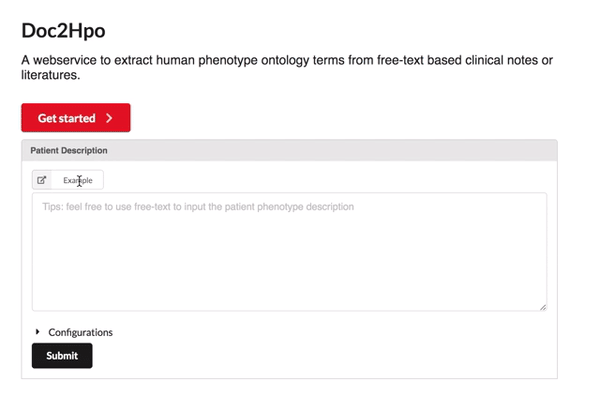 Doc2Hpo
A webservice to extract human phenotype ontology terms from free-text based clinical notes or
literatures.
Get started
Patient Description
Example
Tips: feel free to use free-text to input the patient phenotype description
Configurations
Submit